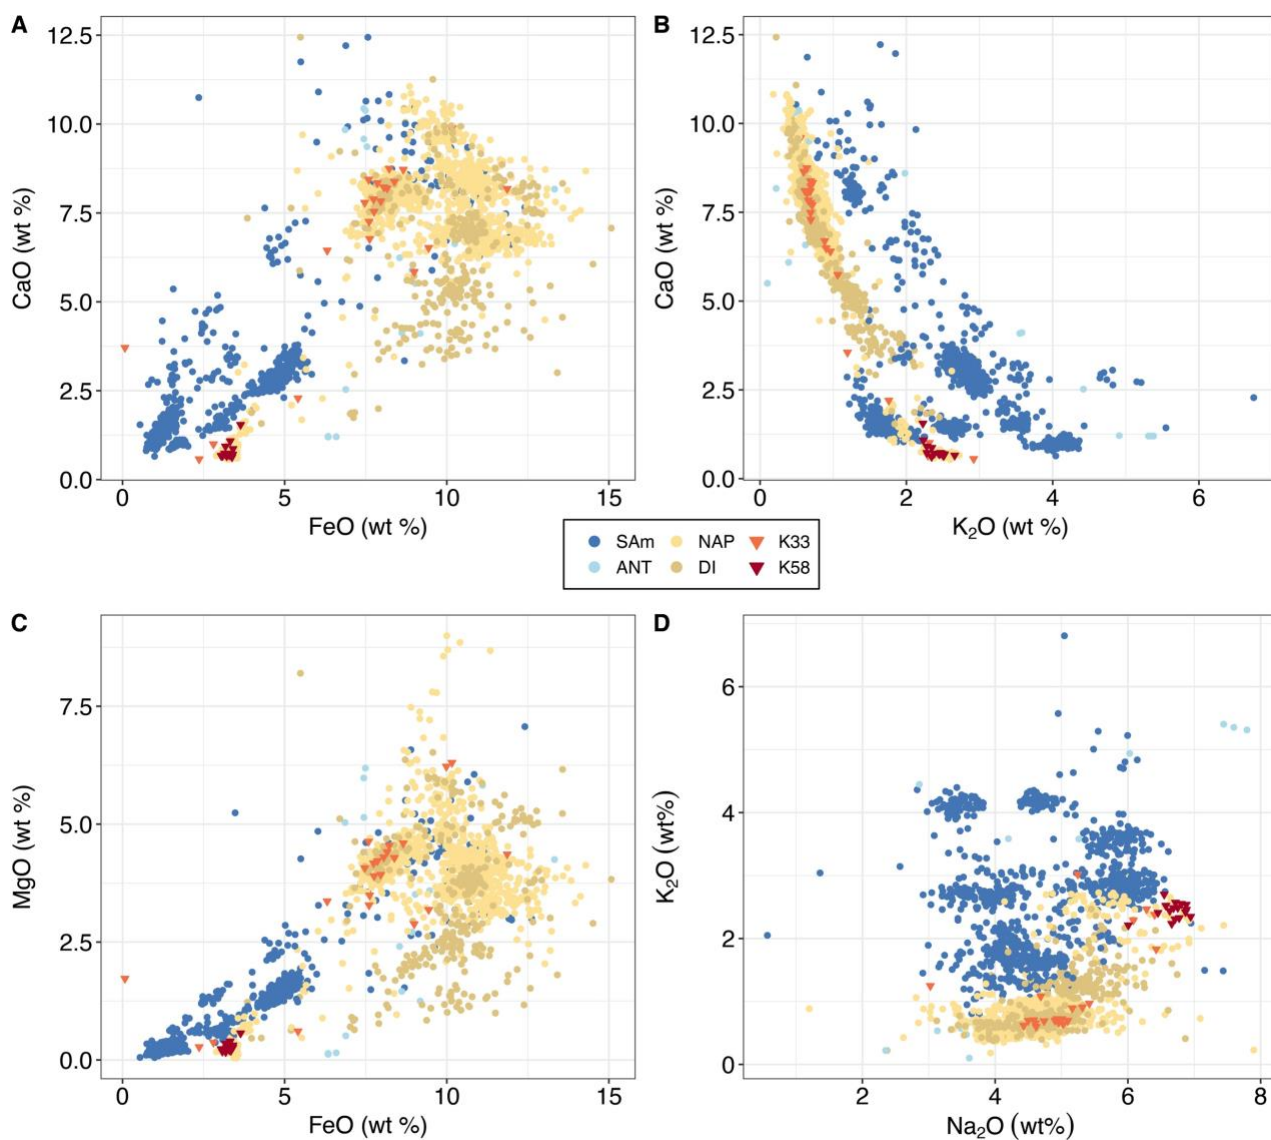 A
B
12.5
10.0
7.5
5.0
2.5
0.0
CaO (wt %)
0 5 10 15
FeO (wt %)
12.5
10.0
7.5
5.0
2.5
0.0
CaO (wt %)
0 2 4 6
K₂O (wt %)
SAm NAP K33
ANT DI K58
C
D
7.5
5.0
2.5
0.0
MgO (wt %)
0 5 10 15
FeO (wt %)
6
4
2
0
K₂O (wt%)
2 4 6 8
Na₂O (wt%)